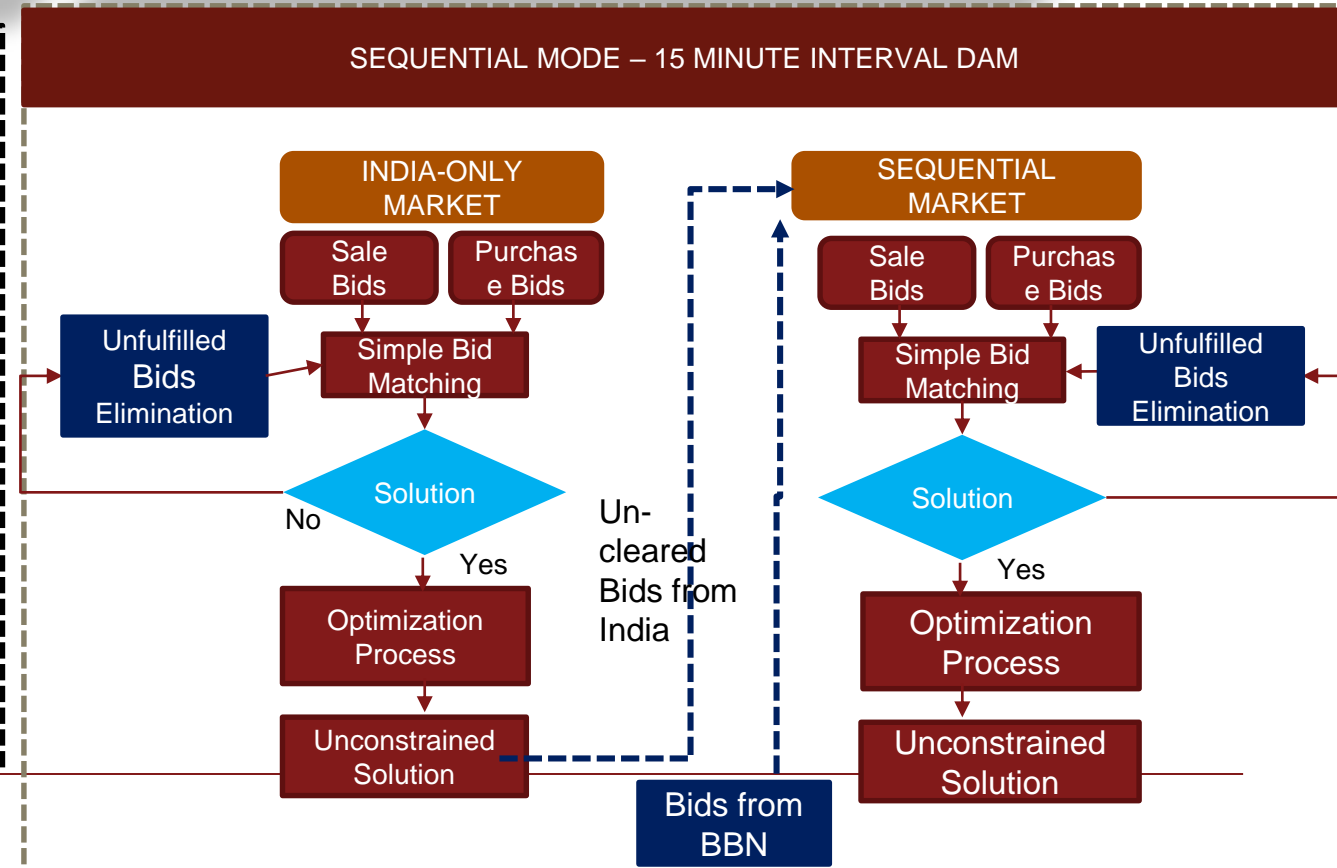 SEQUENTIAL MODE – 15 MINUTE INTERVAL DAM
INDIA-ONLY
MARKET
Sale
Bids
Purchas
e Bids
Unfulfilled
Bids
Elimination
Simple Bid
Matching
Solution
No
Yes
Optimization
Process
Unconstrained
Solution
Un-
cleared
Bids from
India
Bids from
BBN
SEQUENTIAL
MARKET
Sale
Bids
Purchas
e Bids
Simple Bid
Matching
Unfulfilled
Bids
Elimination
Solution
Yes
Optimization
Process
Unconstrained
Solution